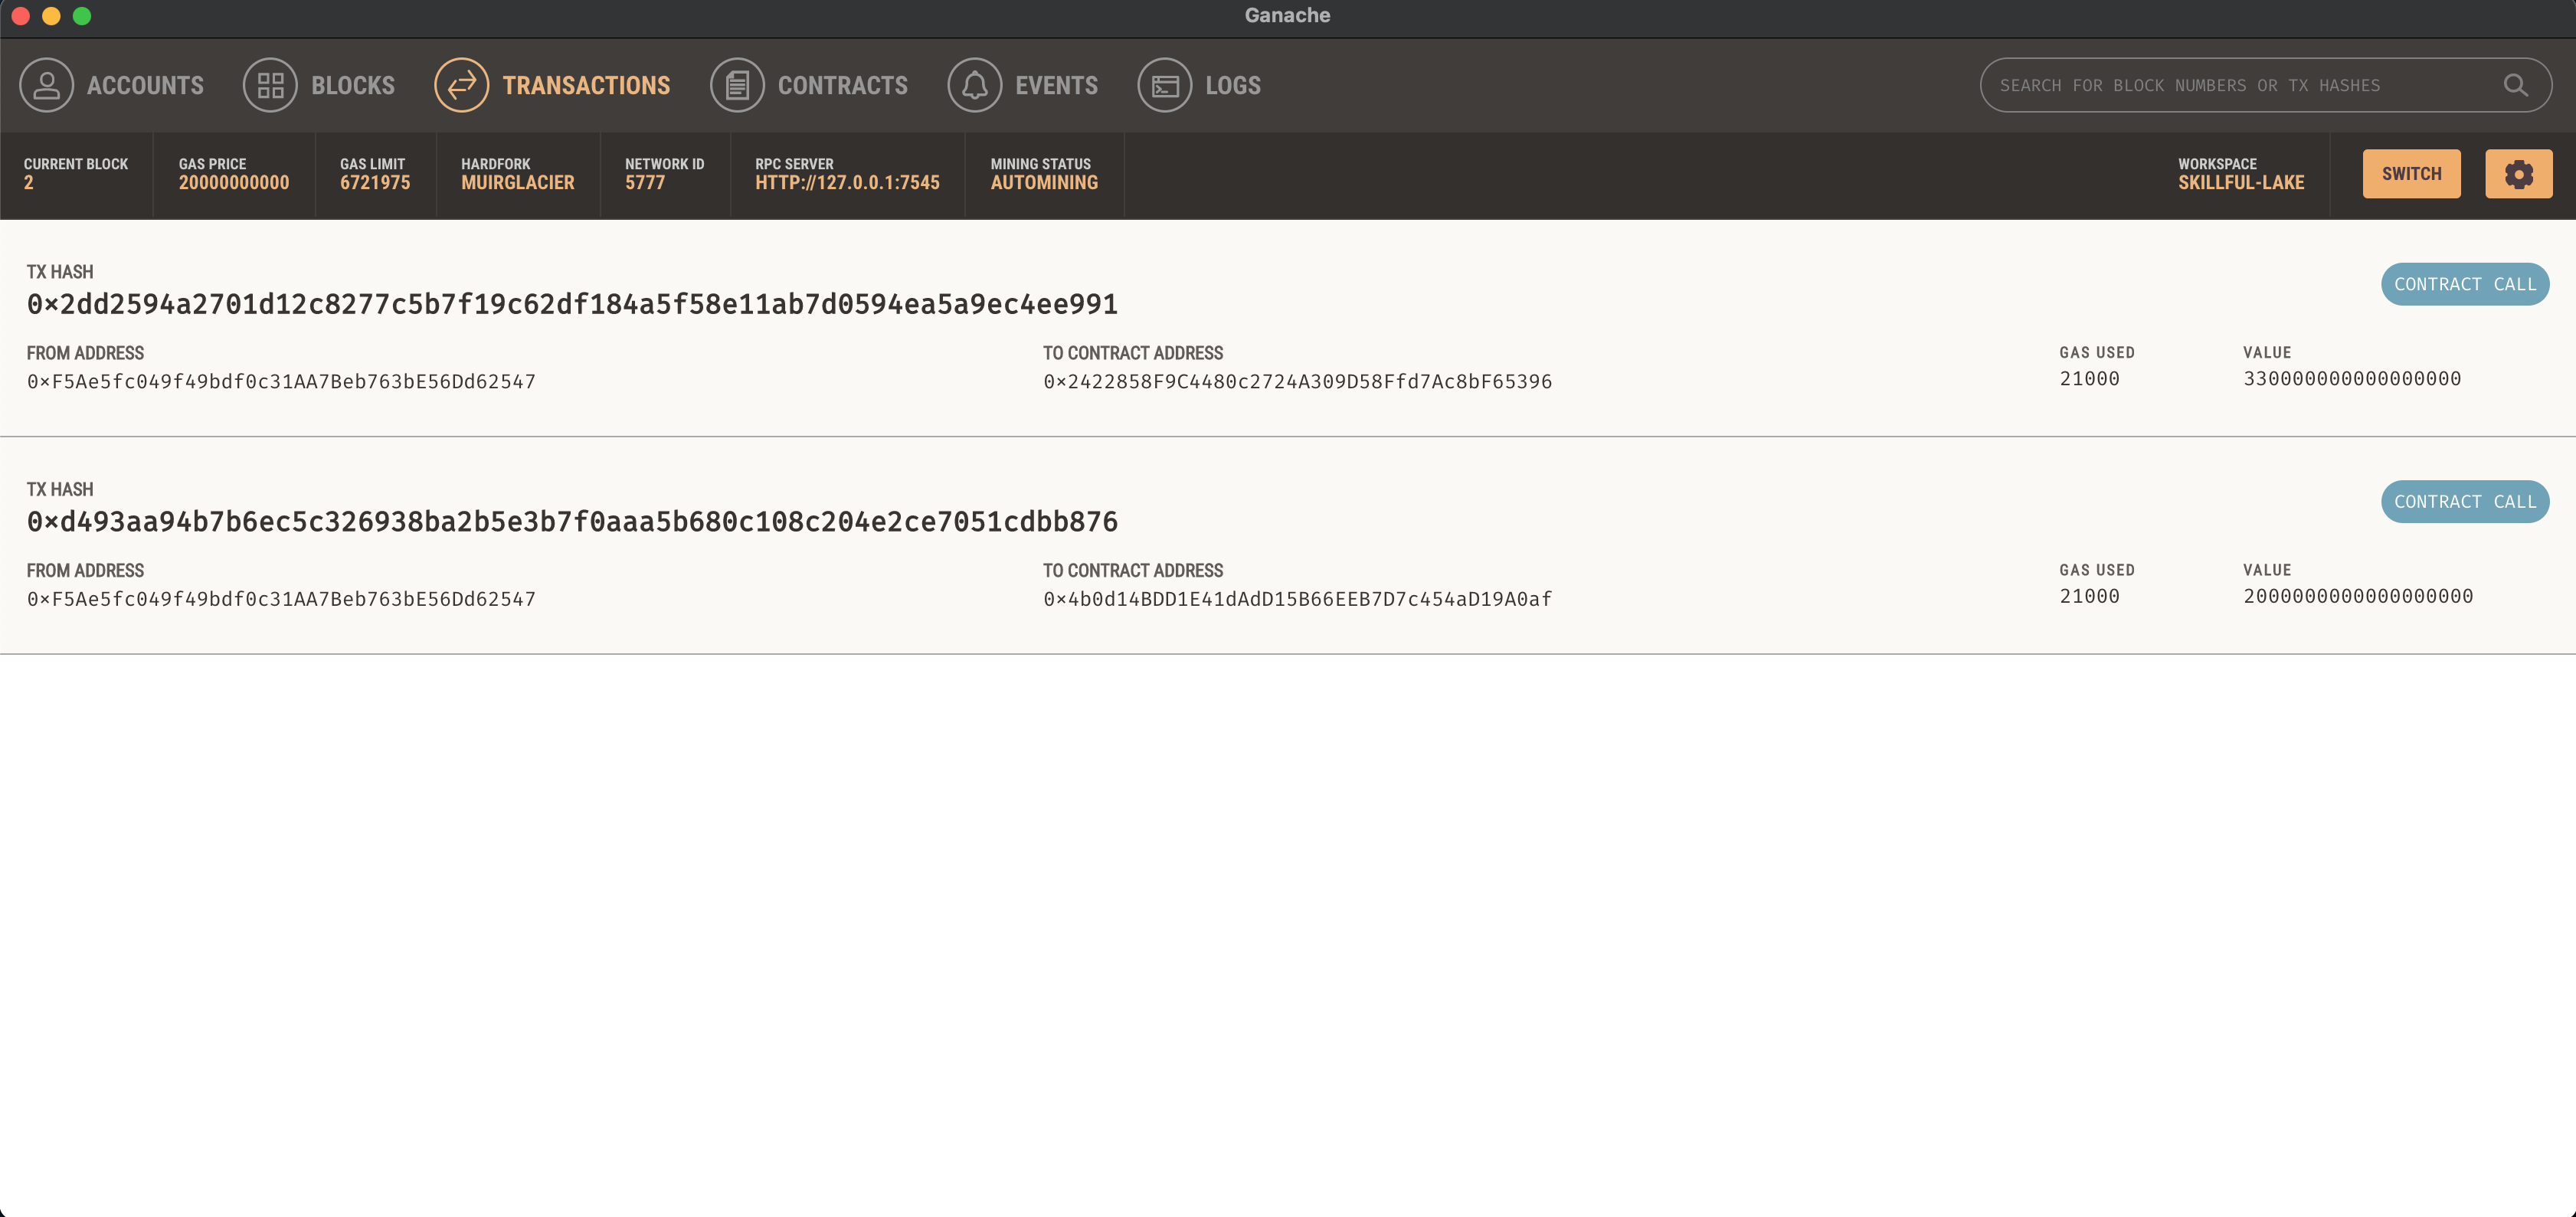 Ganache
ACCOUNTS BLOCKS TRANSACTIONS CONTRACTS EVENTS LOGS SEARCH FOR BLOCK NUMBERS OR TX HASHES
CURRENT BLOCK GAS PRICE GAS LIMIT HARDFORK NETWORK ID RPC SERVER MINING STATUS WORKSPACE
2 20000000000 6721975 MUIRGLACIER 5777 HTTP://127.0.0.1:7545 AUTOMINING SKILLFUL-LAKE SWITCH
TX HASH
0×2dd2594a2701d12c8277c5b7f19c62df184a5f58e11ab7d0594ea5a9ec4ee991 CONTRACT CALL
FROM ADDRESS TO CONTRACT ADDRESS GAS USED VALUE
0×F5Ae5fc049f49bdf0c31AA7Beb763bE56Dd62547 0×2422858F9C4480c2724A309D58Ffd7Ac8bF65396 21000 330000000000000000
TX HASH
0×d493aa94b7b6ec5c326938ba2b5e3b7f0aaa5b680c108c204e2ce7051cdbb876 CONTRACT CALL
FROM ADDRESS TO CONTRACT ADDRESS GAS USED VALUE
0×F5Ae5fc049f49bdf0c31AA7Beb763bE56Dd62547 0×4b0d14BDD1E41dAdD15B66EEB7D7c454aD19A0af 21000 2000000000000000000